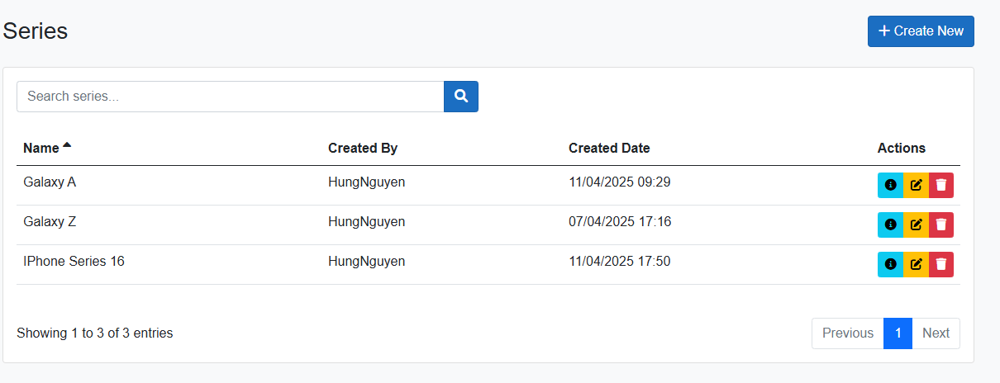 Series
Create New
Search series...
Name Created By Created Date Actions
Galaxy A HungNguyen 11/04/2025 09:29
Galaxy Z HungNguyen 07/04/2025 17:16
IPhone Series 16 HungNguyen 11/04/2025 17:50
Showing 1 to 3 of 3 entries Previous 1 Next